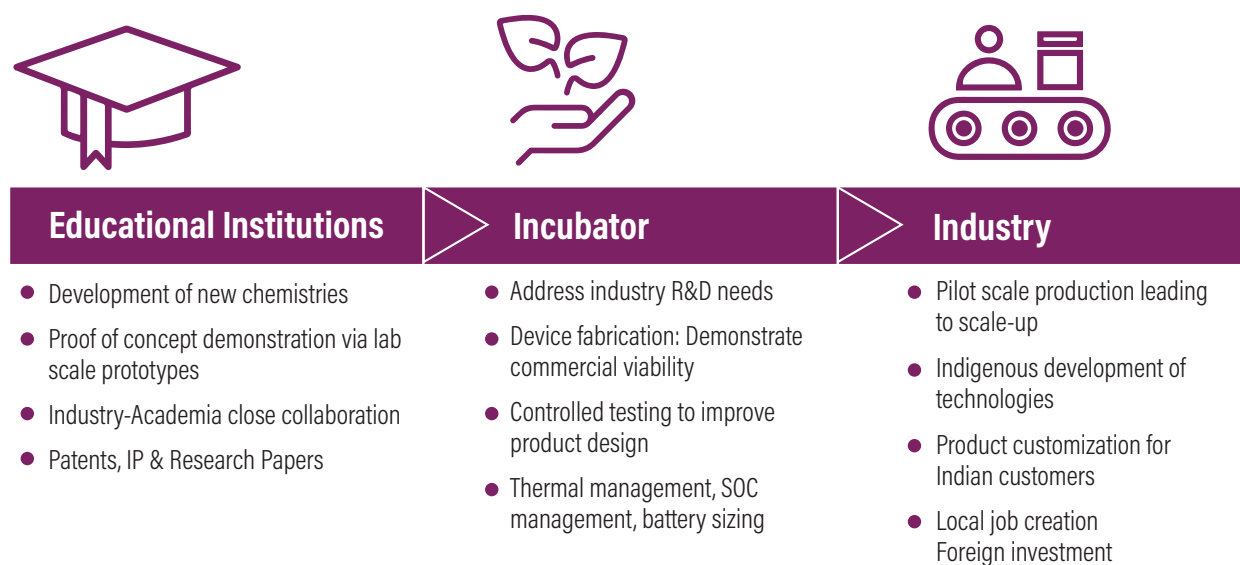 Educational Institutions
Development of new chemistries
Proof of concept demonstration via lab
scale prototypes
Industry-Academia close collaboration
Patents, IP & Research Papers
Incubator
Address industry R&D needs
Device fabrication: Demonstrate
commercial viability
Controlled testing to improve
product design
Thermal management, SOC
management, battery sizing
Industry
Pilot scale production leading
to scale-up
Indigenous development of
technologies
Product customization for
Indian customers
Local job creation
Foreign investment